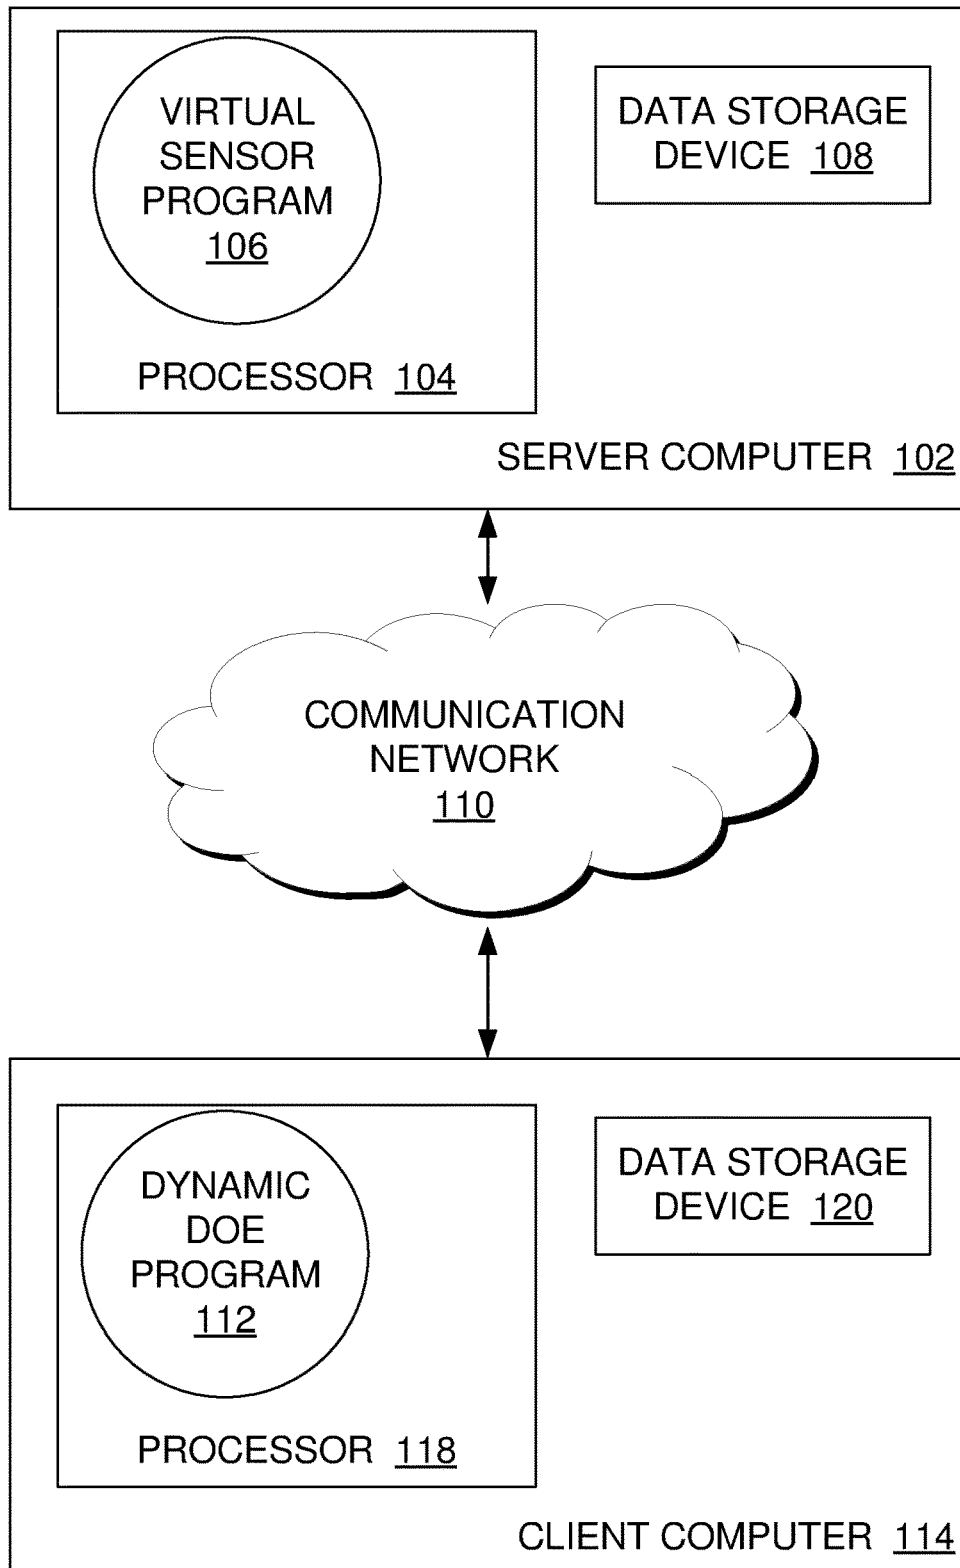 VIRTUAL
SENSOR
PROGRAM
106
PROCESSOR 104
DATA STORAGE
DEVICE 108
SERVER COMPUTER 102
COMMUNICATION
NETWORK
110
DYNAMIC
DOE
PROGRAM
112
PROCESSOR 118
DATA STORAGE
DEVICE 120
CLIENT COMPUTER 114